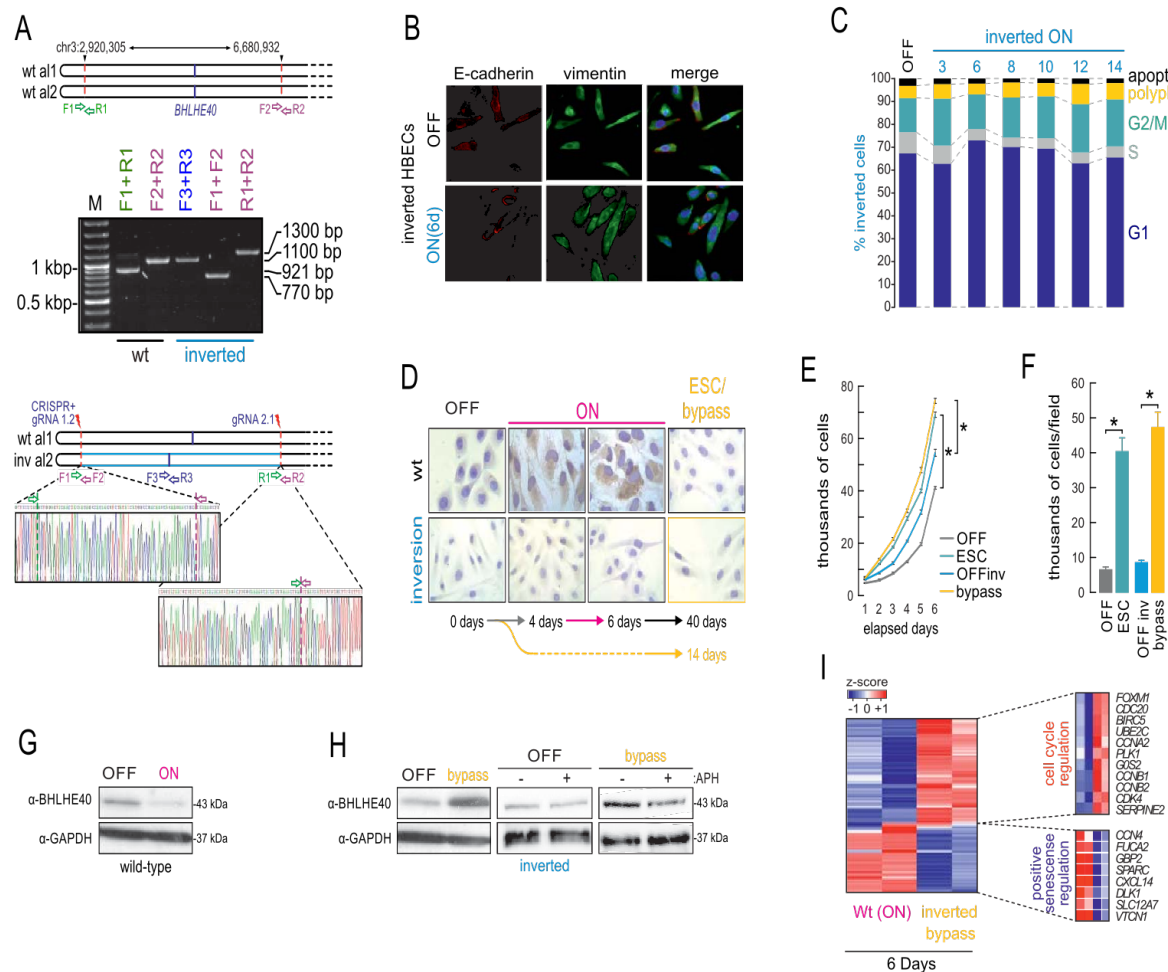 A
chr3:2,920,305
6,680,932
wt al1
wt al2
F1 R1
BHLHE40
F2 R2
M
F1+R1
F2+R2
F3+R3
F1+F2
R1+R2
1300 bp
1100 bp
921 bp
770 bp
1 kbp-
0.5 kbp-
wt
inverted
CRISPR+
gRNA 1.2
gRNA 2.1
wt al1
inv al2
F1 F2
F3 R3
R1 R2
B
E-cadherin
vimentin
merge
inverted HBECs
OFF
ON(6d)
C
OFF
inverted ON
3
6
8
10
12
14
% inverted cells
100
90
80
70
60
50
40
30
20
10
0
apopt
polypl
G2/M
S
G1
D
OFF
ON
ESC/
bypass
wt
inversion
0 days
4 days
6 days
40 days
14 days
E
thousands of cells
80
60
40
20
0
1 2 3 4 5 6
elapsed days
*
*
OFF
ESC
OFFinv
bypass
F
thousands of cells/field
60
50
40
30
20
10
0
*
*
OFF
ESC
OFF inv
bypass
G
OFF
ON
α-BHLHE40
-43 kDa
α-GAPDH
-37 kDa
wild-type
H
OFF
bypass
OFF
bypass
- +
- +
:APH
α-BHLHE40
-43 kDa
α-GAPDH
-37 kDa
inverted
I
z-score
-1 0 +1
Wt (ON)
inverted
bypass
6 Days
cell cycle
regulation
FOXM1
CDC20
BIRC5
UBE2C
CCNA2
PLK1
G0S2
CCNB1
CCNB2
CDK4
SERPINE2
positive
senescense
regulation
CCN4
FUCA2
GBP2
SPARC
CXCL14
DLK1
SLC12A7
VTCN1